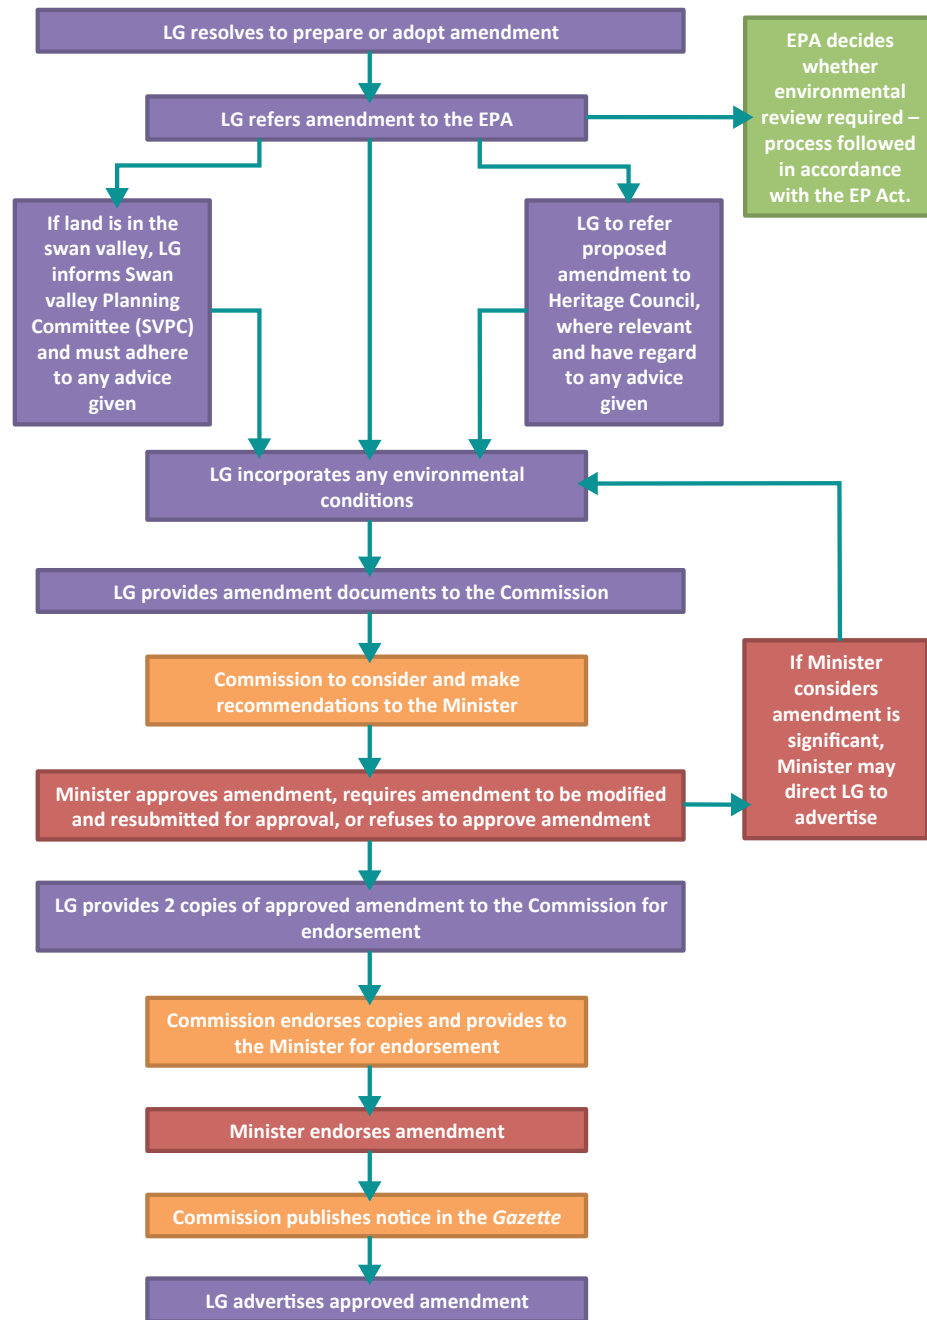 LG resolves to prepare or adopt amendment
EPA decides
whether
environmental
review required –
process followed
in accordance
with the EP Act.
LG refers amendment to the EPA
If land is in the
swan valley, LG
informs Swan
valley Planning
Committee (SVPC)
and must adhere
to any advice
given
LG to refer
proposed
amendment to
Heritage Council,
where relevant
and have regard
to any advice
given
LG incorporates any environmental
conditions
LG provides amendment documents to the Commission
Commission to consider and make
recommendations to the Minister
If Minister
considers
amendment is
significant,
Minister may
direct LG to
advertise
Minister approves amendment, requires amendment to be modified
and resubmitted for approval, or refuses to approve amendment
LG provides 2 copies of approved amendment to the Commission for
endorsement
Commission endorses copies and provides to
the Minister for endorsement
Minister endorses amendment
Commission publishes notice in the Gazette
LG advertises approved amendment